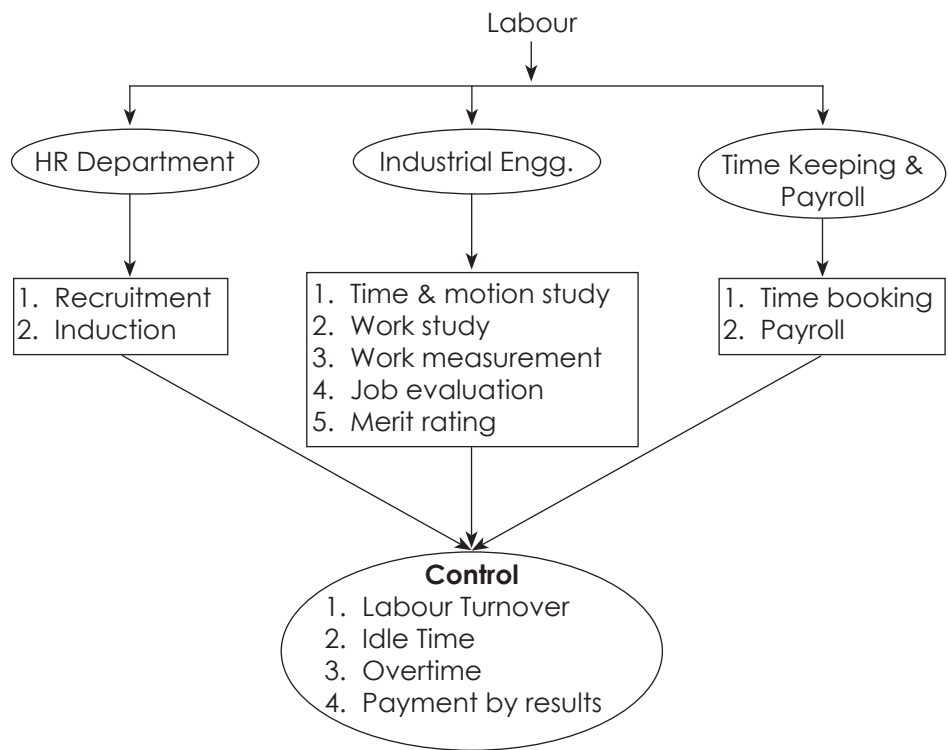 Labour
HR Department
Industrial Engg.
Time Keeping &
Payroll
1. Recruitment
2. Induction
1. Time & motion study
2. Work study
3. Work measurement
4. Job evaluation
5. Merit rating
1. Time booking
2. Payroll
Control
1. Labour Turnover
2. Idle Time
3. Overtime
4. Payment by results